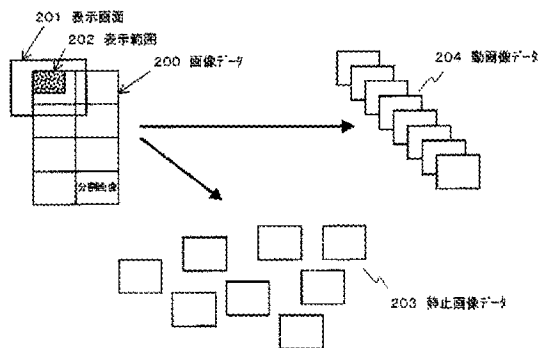 201 表示画面
202 表示範囲
200 画像データ
204 動画像データ
分割画像
203 静止画像データ